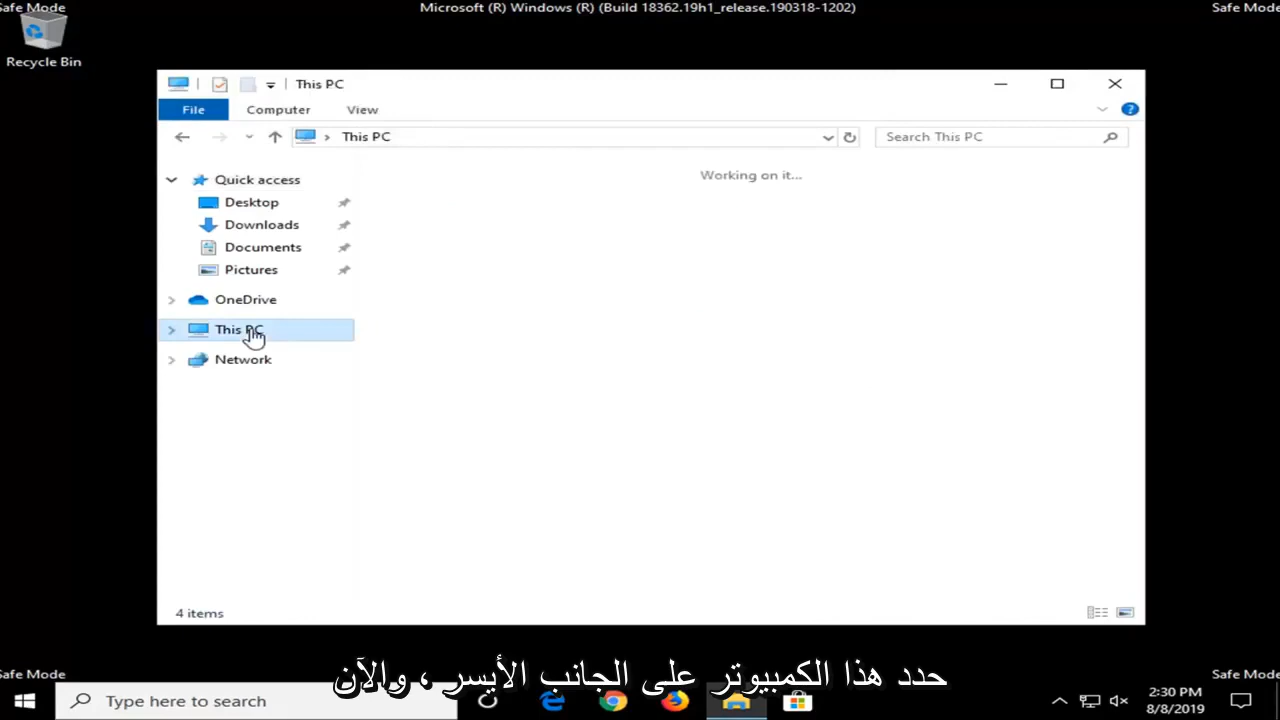 Safe Mode
Microsoft (R) Windows (R) (Build 18362.19h1_release.190318-1202)
Safe Mode
Recycle Bin
This PC
File
Computer
View
This PC
Search This PC
Quick access
Working on it...
Desktop
Downloads
Documents
Pictures
OneDrive
This PC
Network
4 items
Safe Mode
حدد هذا الكمبيوتر على الجانب الأيسر ، والآن
Safe Mode
Type here to search
2:30 PM
8/8/2019